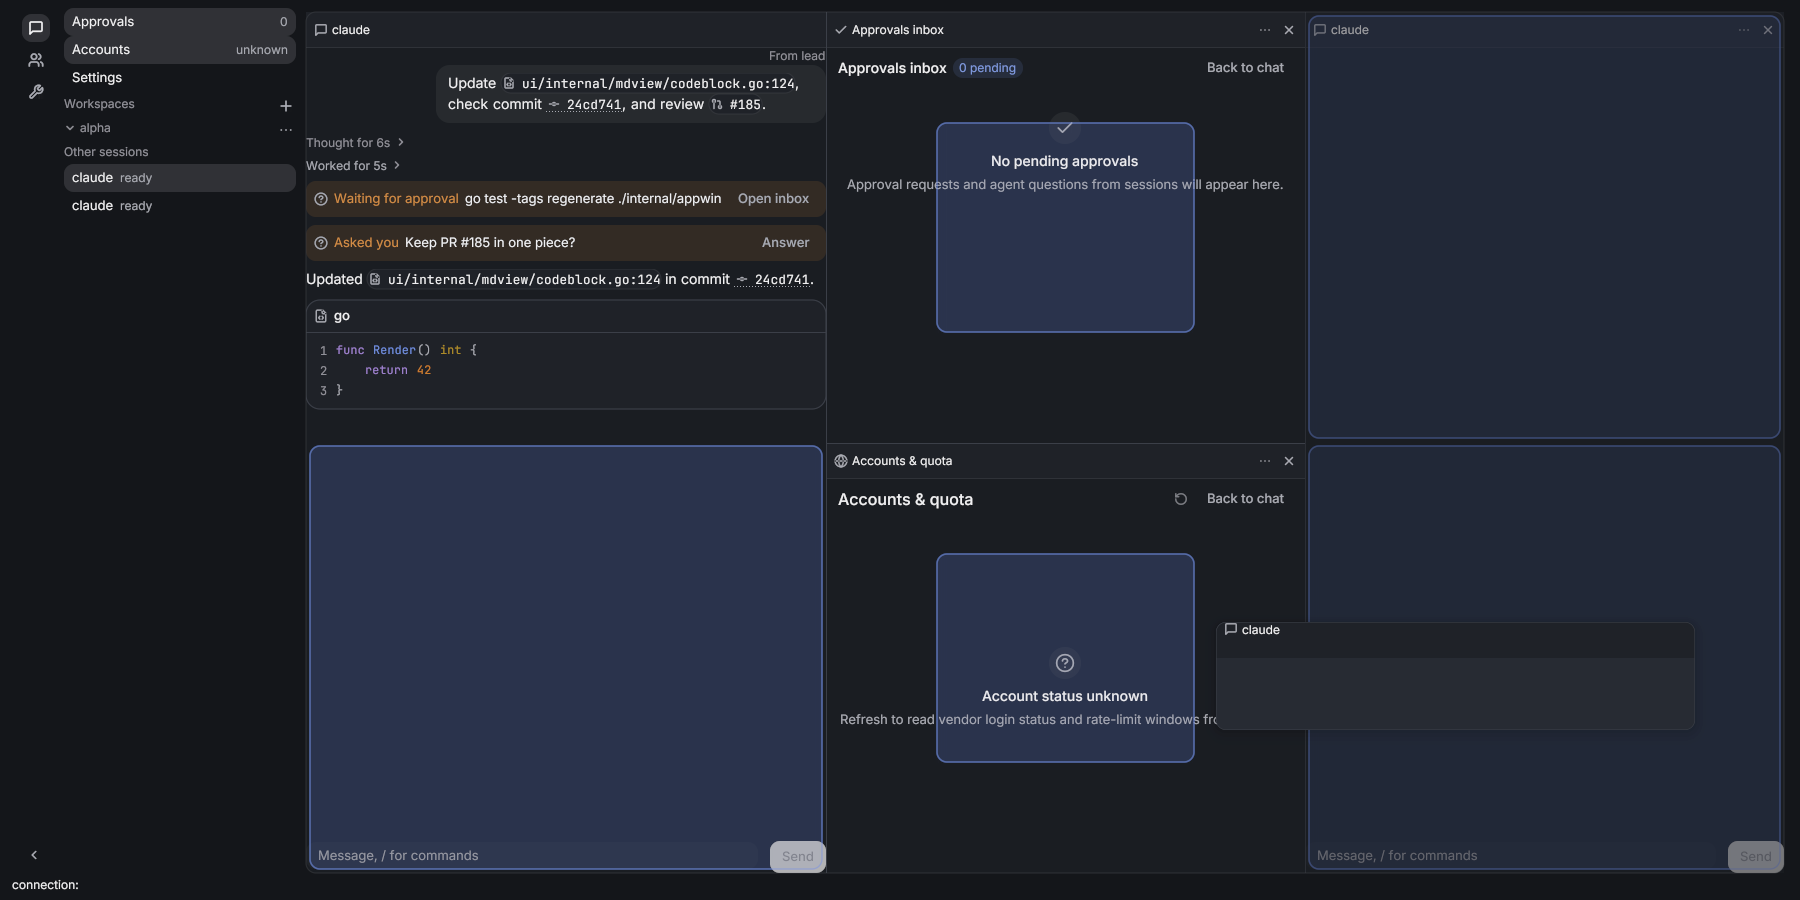 Approvals 0
Accounts unknown
Settings
Workspaces
alpha
Other sessions
claude ready
claude ready
connection:
claude
From lead
Update ui/internal/mdview/codeblock.go:124,
check commit 24cd741, and review #185.
Thought for 6s
Worked for 5s
Waiting for approval go test -tags regenerate ./internal/appwin Open inbox
Asked you Keep PR #185 in one piece? Answer
Updated ui/internal/mdview/codeblock.go:124 in commit 24cd741.
go
1 func Render() int {
2 return 42
3 }
Message, / for commands Send
Approvals inbox
Approvals inbox 0 pending Back to chat
No pending approvals
Approval requests and agent questions from sessions will appear here.
Accounts & quota
Accounts & quota Back to chat
Account status unknown
Refresh to read vendor login status and rate-limit windows
claude
claude
Message, / for commands Send